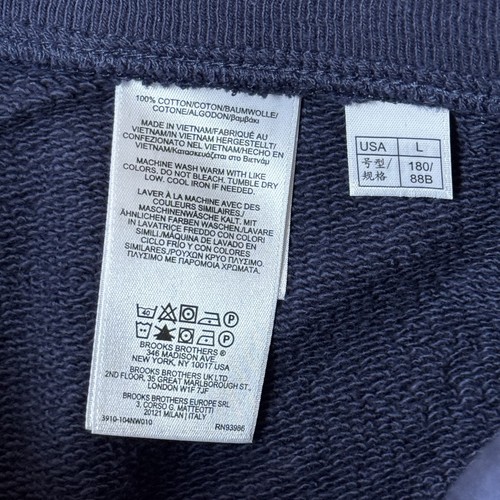 100% COTTON/COTON/BAUMWOLLE/
COTONE/ALGODON/βαμβάκι
MADE IN VIETNAM/FABRIQUÉ AU
VIETNAM/IN VIETNAM HERGESTELLT/
CONFEZIONATO NEL VIETNAM/HECHO EN
VIETNAM/Κατασκευάζεται στο Βιετνάμ
MACHINE WASH WARM WITH LIKE
COLORS. DO NOT BLEACH. TUMBLE DRY
LOW. COOL IRON IF NEEDED.
LAVER À LA MACHINE AVEC DES
COULEURS SIMILAIRES./
MASCHINENWÄSCHE KALT. MIT
ÄHNLICHEN FARBEN WASCHEN/LAVARE
IN LAVATRICE FREDDO CON COLORI
SIMILI./MÁQUINA DE LAVADO EN
CICLO FRÍO Y CON COLORES
SIMILARES./ΡΟΥΧΩΝ ΚΡΥΟ ΠΛΥΣΗ./
ΠΛΥΣΙΜΟ ΜΕ ΠΑΡΟΜΟΙΑ ΧΡΩΜΑΤΑ.
40 P
P
BROOKS BROTHERS ®
346 MADISON AVE
NEW YORK, NY 10017 USA
BROOKS BROTHERS UK LTD
2ND FLOOR, 35 GREAT MARLBOROUGH ST,
LONDON W1F 7JF
BROOKS BROTHERS EUROPE SRL
3, CORSO G. MATTEOTTI
20121 MILAN | ITALY
3910-104NW010 RN93986
USA L
号型/规格 180/88B